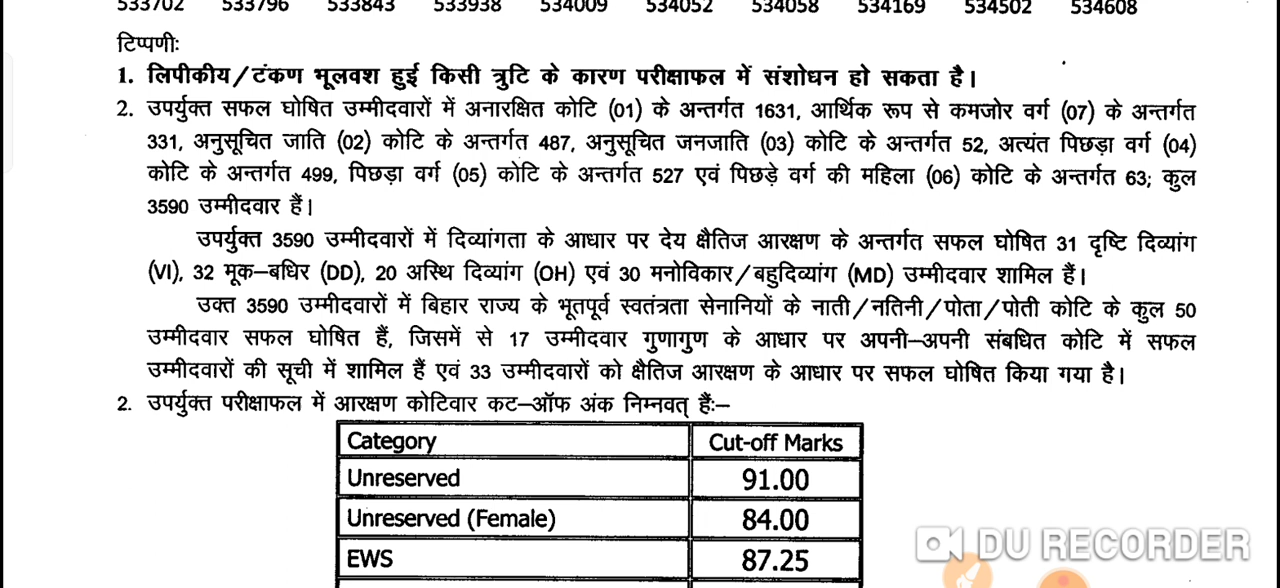 533702 533796 533843 533938 534009 534052 534058 534169 534502 534608
टिप्पणीः
1. लिपीकीय/टंकण भूलवश हुई किसी त्रुटि के कारण परीक्षाफल में संशोधन हो सकता है।
2. उपर्युक्त सफल घोषित उम्मीदवारों में अनारक्षित कोटि (01) के अन्तर्गत 1631, आर्थिक रूप से कमजोर वर्ग (07) के अन्तर्गत
331, अनुसूचित जाति (02) कोटि के अन्तर्गत 487, अनुसूचित जनजाति (03) कोटि के अन्तर्गत 52, अत्यंत पिछड़ा वर्ग (04)
कोटि के अन्तर्गत 499, पिछड़ा वर्ग (05) कोटि के अन्तर्गत 527 एवं पिछड़े वर्ग की महिला (06) कोटि के अन्तर्गत 63; कुल
3590 उम्मीदवार हैं।
उपर्युक्त 3590 उम्मीदवारों में दिव्यांगता के आधार पर देय क्षैतिज आरक्षण के अन्तर्गत सफल घोषित 31 दृष्टि दिव्यांग
(VI), 32 मूक–बधिर (DD), 20 अस्थि दिव्यांग (OH) एवं 30 मनोविकार/बहुदिव्यांग (MD) उम्मीदवार शामिल हैं।
उक्त 3590 उम्मीदवारों में बिहार राज्य के भूतपूर्व स्वतंत्रता सेनानियों के नाती/नतिनी/पोता/पोती कोटि के कुल 50
उम्मीदवार सफल घोषित हैं, जिसमें से 17 उम्मीदवार गुणागुण के आधार पर अपनी–अपनी संबधित कोटि में सफल
उम्मीदवारों की सूची में शामिल हैं एवं 33 उम्मीदवारों को क्षैतिज आरक्षण के आधार पर सफल घोषित किया गया है।
2. उपर्युक्त परीक्षाफल में आरक्षण कोटिवार कट–ऑफ अंक निम्नवत् हैंः–
Category Cut-off Marks
Unreserved 91.00
Unreserved (Female) 84.00
EWS 87.25
DU RECORDER